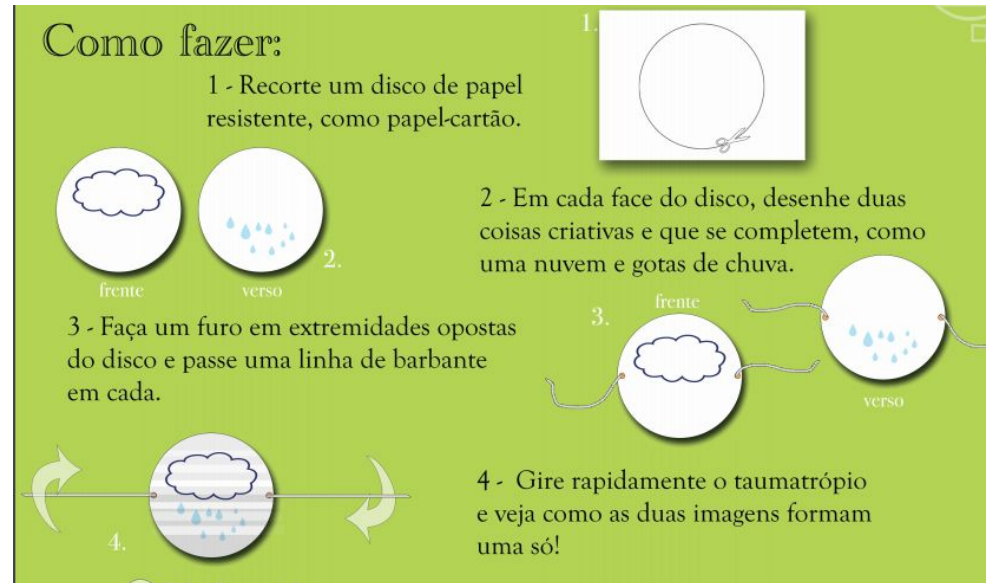 Como fazer:
1.
1 - Recorte um disco de papel
resistente, como papel-cartão.
2 - Em cada face do disco, desenhe duas
coisas criativas e que se completem, como
uma nuvem e gotas de chuva.
2.
frente
verso
3 - Faça um furo em extremidades opostas
do disco e passe uma linha de barbante
em cada.
3.
frente
verso
4 - Gire rapidamente o taumatrópio
e veja como as duas imagens formam
uma só!
4.